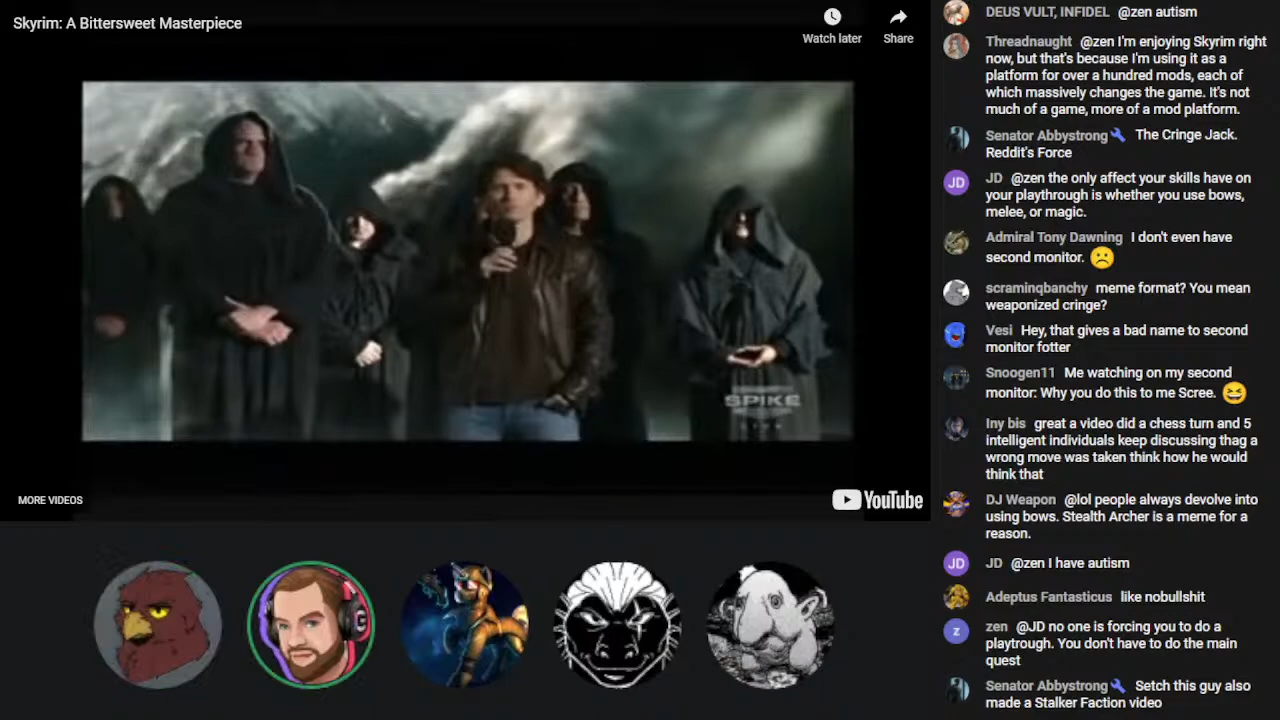 Skyrim: A Bittersweet Masterpiece
Watch later
Share
SPIKE
MORE VIDEOS
YouTube
DEUS VULT, INFIDEL @zen autism
Threadnaught @zen I'm enjoying Skyrim right
now, but that's because I'm using it as a
platform for over a hundred mods, each of
which massively changes the game. It's not
much of a game, more of a mod platform.
Senator Abbystrong The Cringe Jack.
Reddit's Force
JD
JD @zen the only affect your skills have on
your playthrough is whether you use bows,
melee, or magic.
Admiral Tony Dawning I don't even have
second monitor.
scraminqbanchy meme format? You mean
weaponized cringe?
Vesi Hey, that gives a bad name to second
monitor fotter
Snoogen11 Me watching on my second
monitor: Why you do this to me Scree.
Iny bis great a video did a chess turn and 5
intelligent individuals keep discussing thag a
wrong move was taken think how he would
think that
DJ Weapon @lol people always devolve into
using bows. Stealth Archer is a meme for a
reason.
JD
JD @zen I have autism
Adeptus Fantasticus like nobullshit
z
zen @JD no one is forcing you to do a
playtrough. You don't have to do the main
quest
Senator Abbystrong Setch this guy also
made a Stalker Faction video